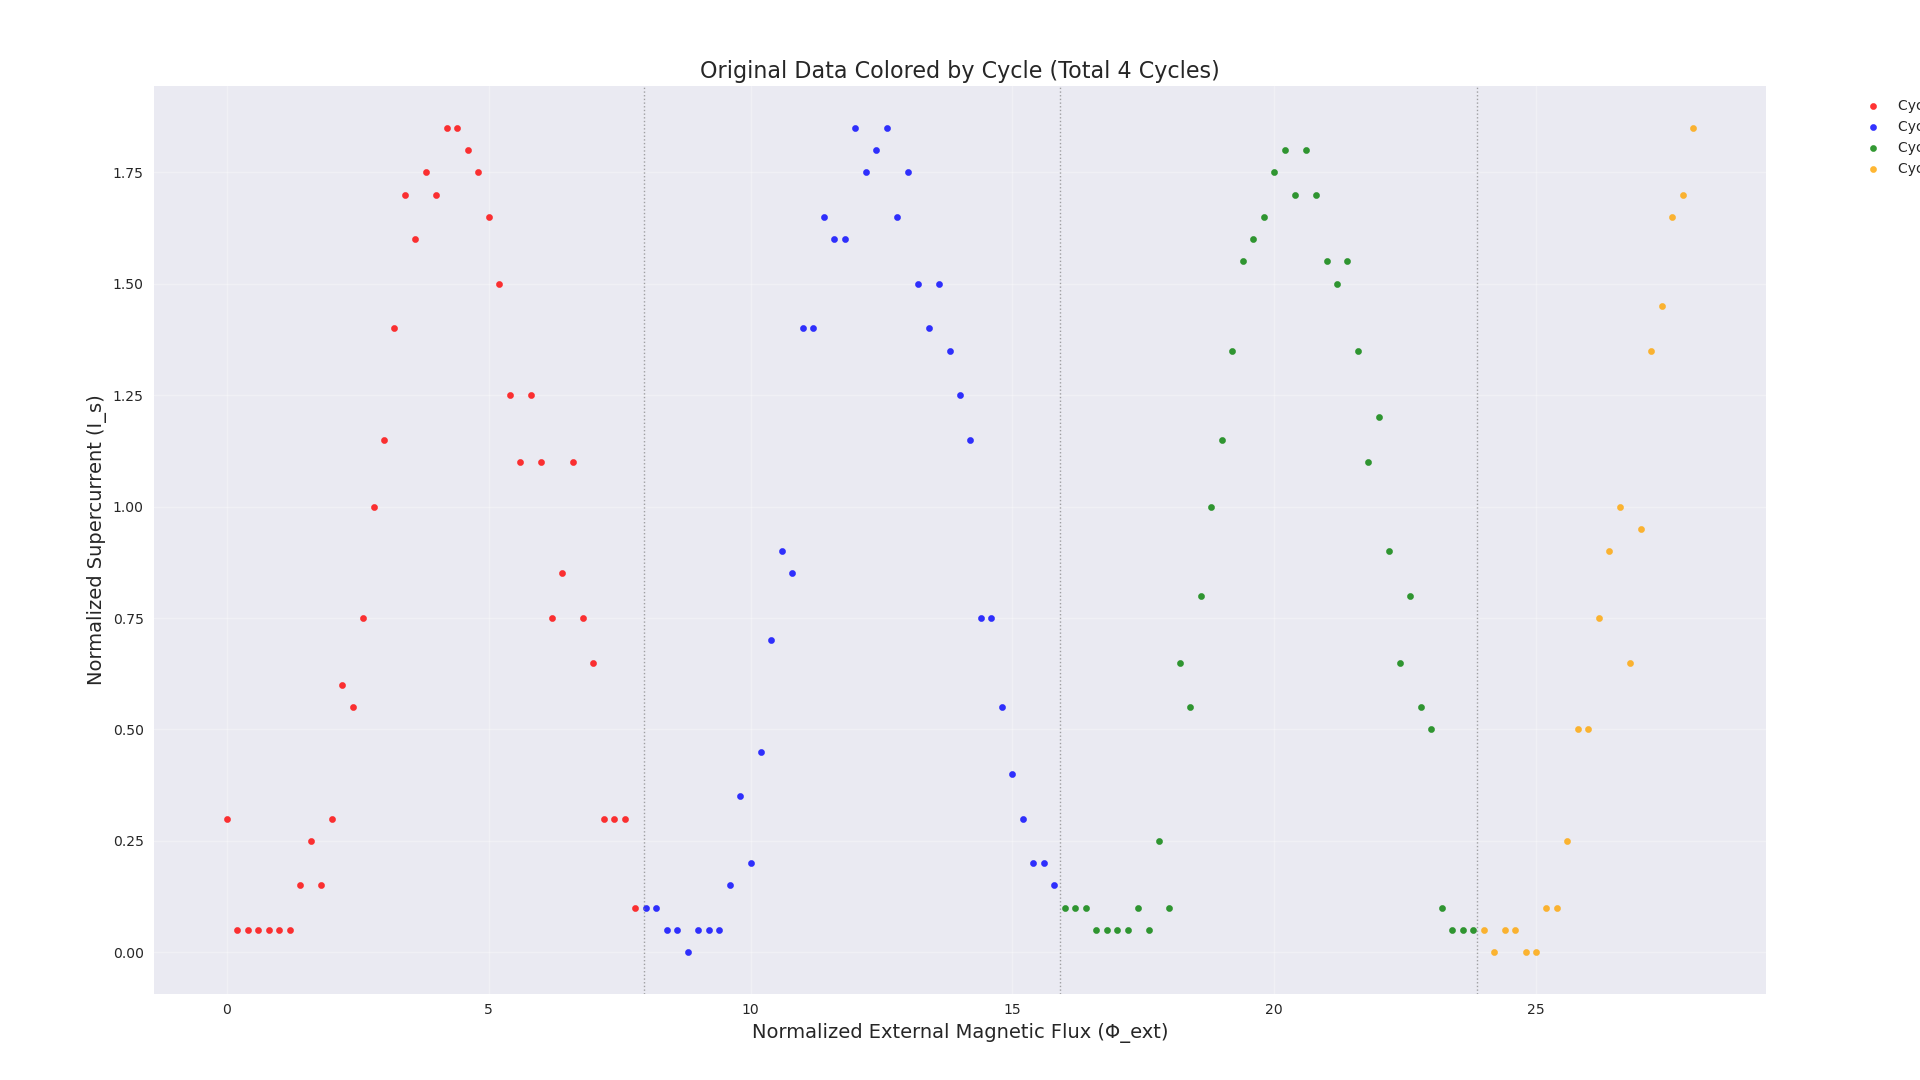 Original Data Colored by Cycle (Total 4 Cycles)
Cyc
Cyc
Cyc
Cyc
1.75
1.50
1.25
1.00
0.75
0.50
0.25
0.00
Normalized Supercurrent (I_s)
0 5 10 15 20 25
Normalized External Magnetic Flux (Φ_ext)